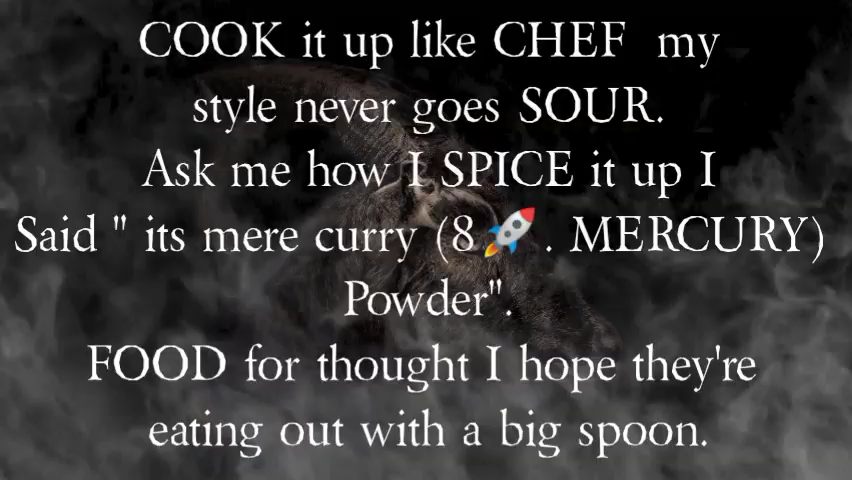 COOK it up like CHEF my
style never goes SOUR.
Ask me how I SPICE it up I
Said " its mere curry (8🚀. MERCURY)
Powder".
FOOD for thought I hope they're
eating out with a big spoon.